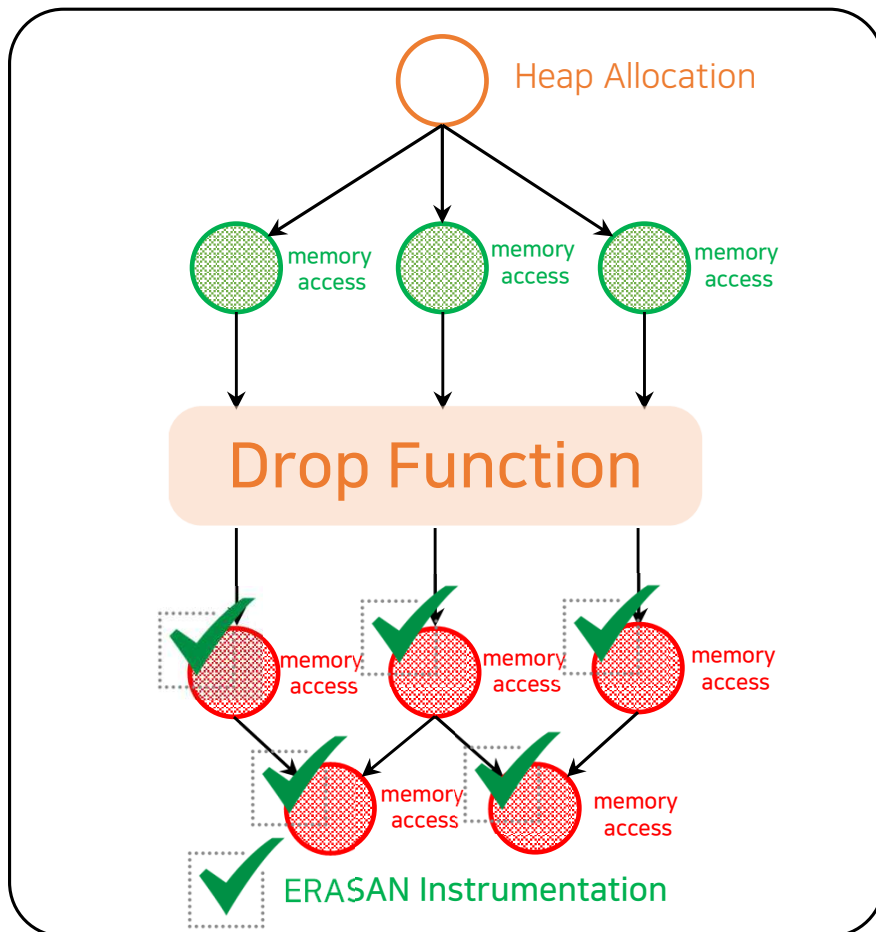 Heap Allocation
memory
access
memory
access
memory
access
Drop Function
memory
access
memory
access
memory
access
memory
access
memory
access
ERASAN Instrumentation